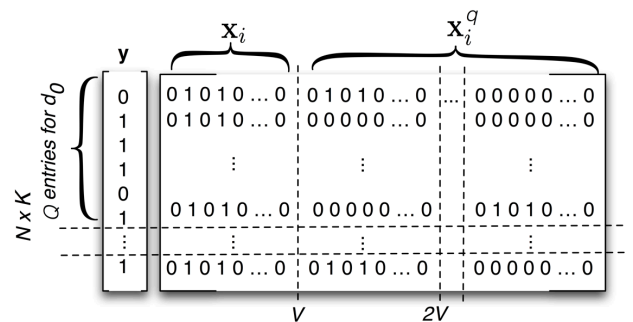 x_i x_i^q
y
0 0 1 0 1 0 ... 0 0 1 0 1 0 ... 0 ... 0 0 0 0 0 ... 0
1 0 1 0 1 0 ... 0 0 0 0 0 0 ... 0 0 0 0 0 0 ... 0
1 ⋮ ⋮ ⋮
1
0
1 0 1 0 1 0 ... 0 0 0 0 0 0 ... 0 0 1 0 1 0 ... 0
⋮ ⋮ ⋮ ⋮
1 0 1 0 1 0 ... 0 0 1 0 1 0 ... 0 0 0 0 0 0 ... 0
N x K
Q entries for d_0
V 2V